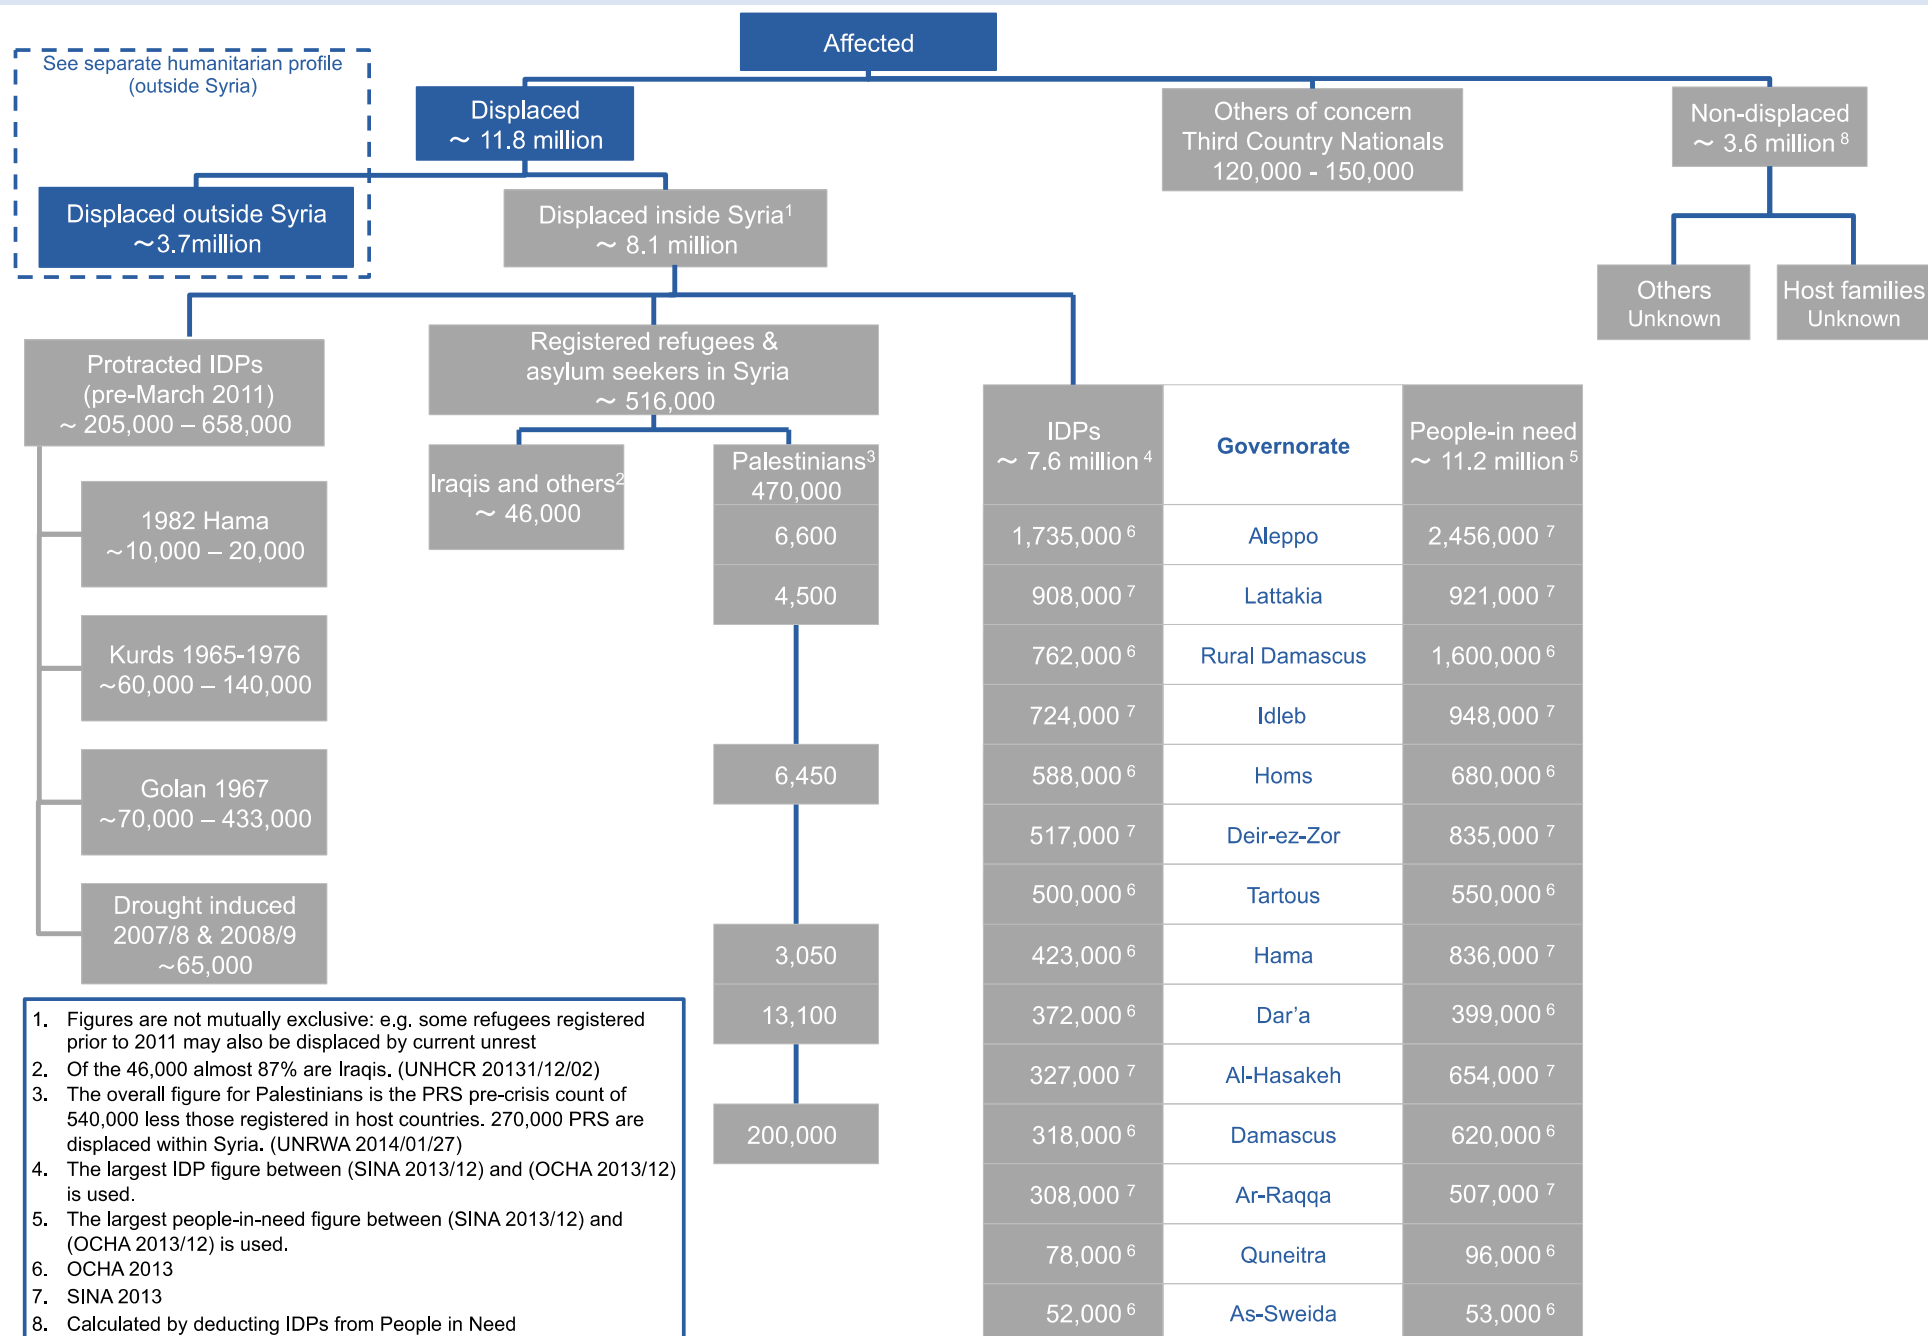 Affected
See separate humanitarian profile
(outside Syria)
Displaced
~ 11.8 million
Others of concern
Third Country Nationals
120,000 - 150,000
Non-displaced
~ 3.6 million 8
Displaced outside Syria
~3.7million
Displaced inside Syria1
~ 8.1 million
Others
Unknown
Host families
Unknown
Protracted IDPs
(pre-March 2011)
~ 205,000 – 658,000
1982 Hama
~10,000 – 20,000
Kurds 1965-1976
~60,000 – 140,000
Golan 1967
~70,000 – 433,000
Drought induced
2007/8 & 2008/9
~65,000
Registered refugees &
asylum seekers in Syria
~ 516,000
Iraqis and others2
~ 46,000
Palestinians3
470,000
6,600
4,500
6,450
3,050
13,100
200,000
IDPs
~ 7.6 million 4
Governorate
People-in need
~ 11.2 million 5
1,735,000 6 Aleppo 2,456,000 7
908,000 7 Lattakia 921,000 7
762,000 6 Rural Damascus 1,600,000 6
724,000 7 Idleb 948,000 7
588,000 6 Homs 680,000 6
517,000 7 Deir-ez-Zor 835,000 7
500,000 6 Tartous 550,000 6
423,000 6 Hama 836,000 7
372,000 6 Dar’a 399,000 6
327,000 7 Al-Hasakeh 654,000 7
318,000 6 Damascus 620,000 6
308,000 7 Ar-Raqqa 507,000 7
78,000 6 Quneitra 96,000 6
52,000 6 As-Sweida 53,000 6
1. Figures are not mutually exclusive: e.g. some refugees registered
prior to 2011 may also be displaced by current unrest
2. Of the 46,000 almost 87% are Iraqis. (UNHCR 20131/12/02)
3. The overall figure for Palestinians is the PRS pre-crisis count of
540,000 less those registered in host countries. 270,000 PRS are
displaced within Syria. (UNRWA 2014/01/27)
4. The largest IDP figure between (SINA 2013/12) and (OCHA 2013/12)
is used.
5. The largest people-in-need figure between (SINA 2013/12) and
(OCHA 2013/12) is used.
6. OCHA 2013
7. SINA 2013
8. Calculated by deducting IDPs from People in Need